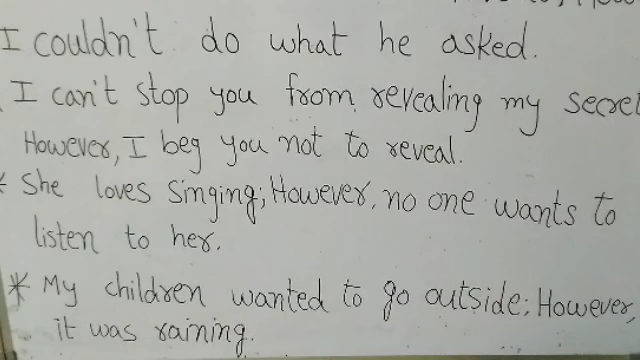 I couldn't do what he asked.
I can't stop you from revealing my secret
However, I beg you not to reveal.
* She loves singing; However, no one wants to
listen to her.
* My children wanted to go outside; However,
it was raining.